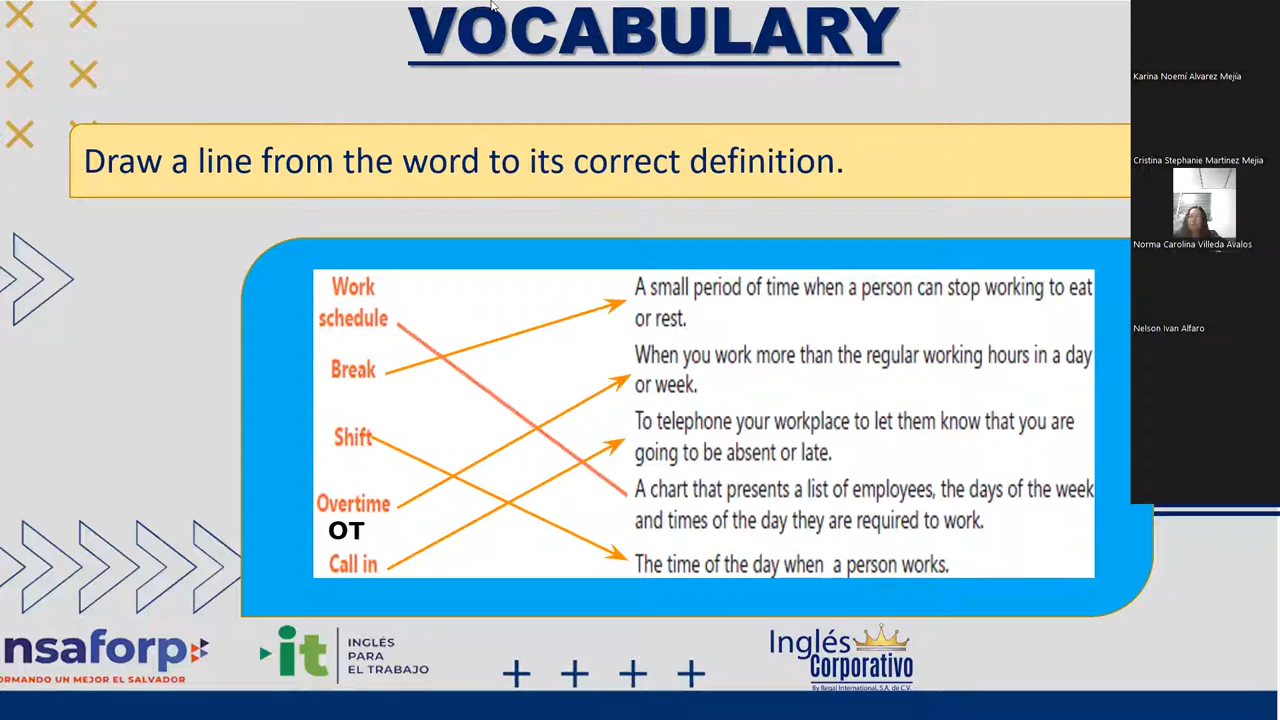 VOCABULARY
Draw a line from the word to its correct definition.
Work
schedule
Break
Shift
Overtime
OT
Call in
A small period of time when a person can stop working to eat
or rest.
When you work more than the regular working hours in a day
or week.
To telephone your workplace to let them know that you are
going to be absent or late.
A chart that presents a list of employees, the days of the week
and times of the day they are required to work.
The time of the day when a person works.
Karina Noemí Alvarez Mejía
Cristina Stephanie Martinez Mejia
Norma Carolina Villeda Avalos
Nelson Ivan Alfaro
nsaforp
ORMANDO UN MEJOR EL SALVADOR
it
INGLÉS
PARA
EL TRABAJO
Inglés
Corporativo
By Regal International, S.A. de C.V.